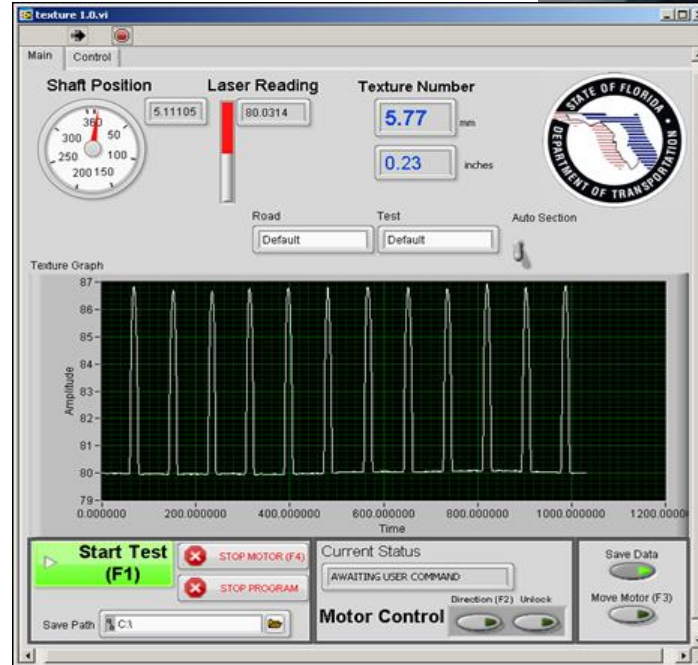 texture 1.0.vi
Main Control
Shaft Position Laser Reading Texture Number
5.11105 80.0314 5.77 mm
360
300 50
250 100
200 150
0.23 inches
STATE OF FLORIDA • DEPARTMENT OF TRANSPORTATION
Road Test Auto Section
Default Default
Texture Graph
87
86
85
84
83
82
81
80
79
Amplitude
0.000000 200.000000 400.000000 600.000000 800.000000 1000.000000 1200.00000
Time
Start Test
(F1)
STOP MOTOR (F4)
STOP PROGRAM
Save Path C:\
Current Status
AWAITING USER COMMAND
Motor Control
Direction (F2) Unlock
Save Data
Move Motor (F3)